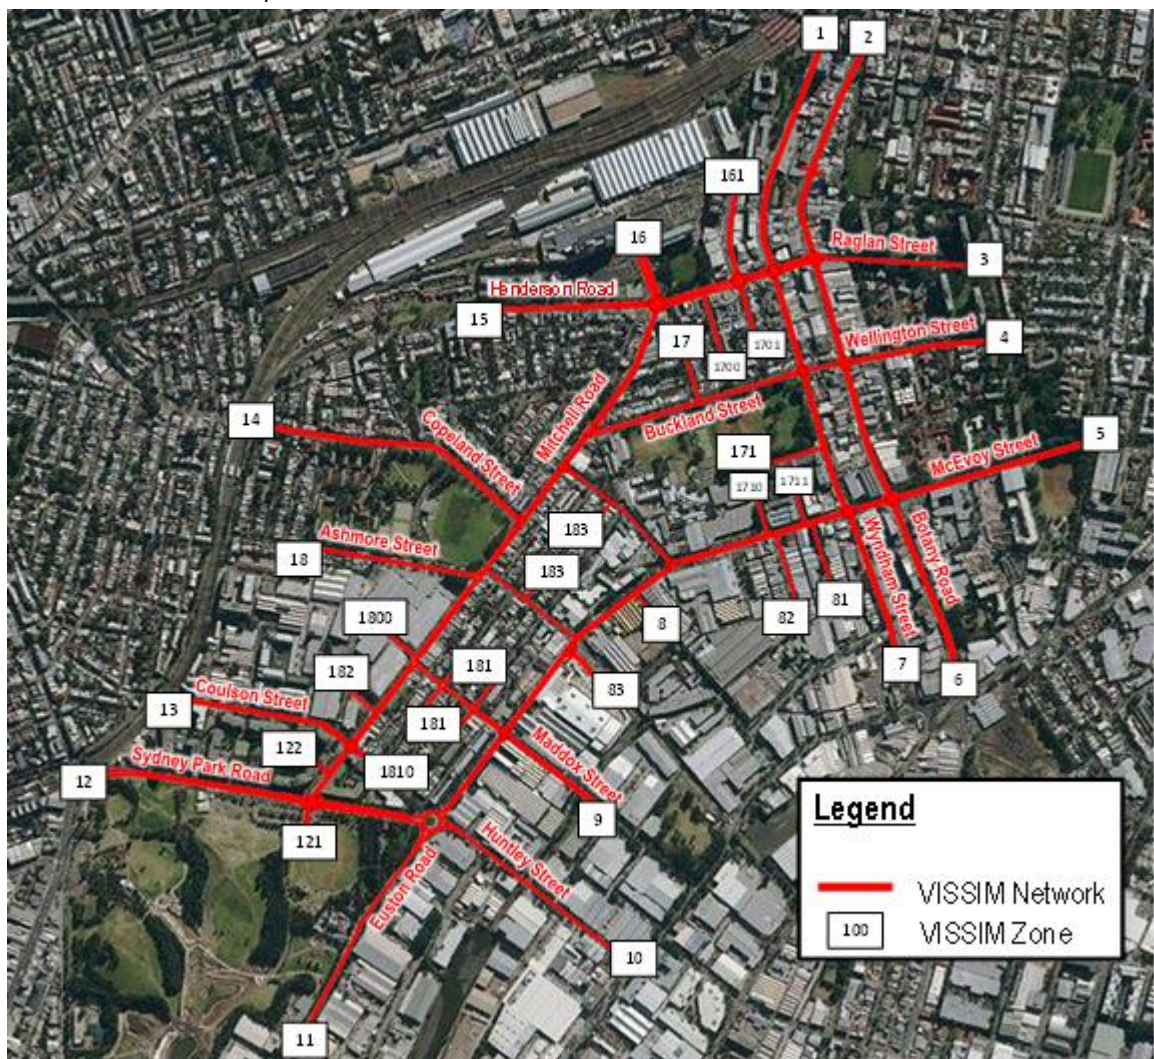 1
2
161
16
Raglan Street
3
Henderson Road
15
17
1701
1700
Wellington Street
4
14
Copeland Street
Mitchell Road
Buckland Street
5
171
McEvoy Street
1710
1711
183
Ashmore Street
18
183
Wyndham Street
Botany Road
1800
8
82
81
182
181
7
6
Coulson Street
13
181
83
122
Maddox Street
Sydney Park Road
12
1810
9
121
Huntley Street
Euston Road
10
11
Legend
VISSIM Network
100
VISSIM Zone